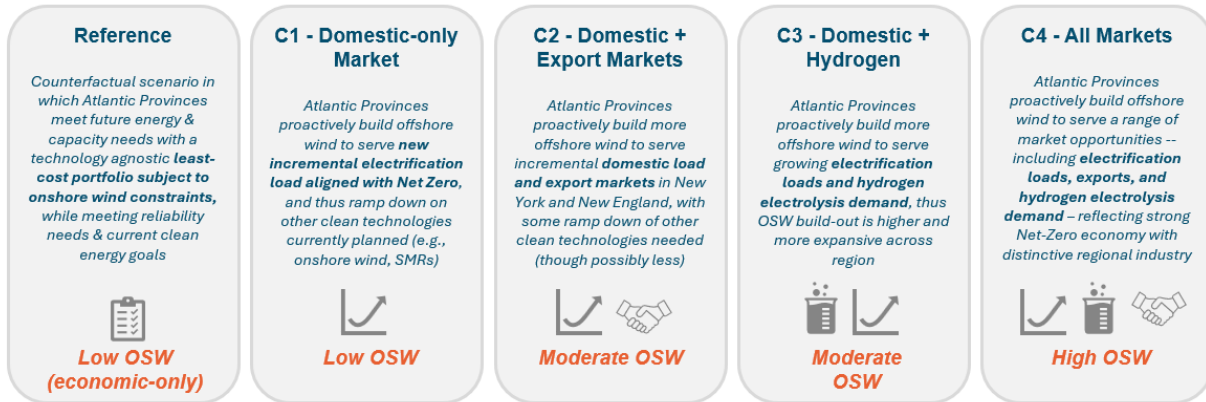 Reference
Counterfactual scenario in
which Atlantic Provinces
meet future energy &
capacity needs with a
technology agnostic least-
cost portfolio subject to
onshore wind constraints,
while meeting reliability
needs & current clean
energy goals
Low OSW
(economic-only)
C1 - Domestic-only
Market
Atlantic Provinces
proactively build offshore
wind to serve new
incremental electrification
load aligned with Net Zero,
and thus ramp down on
other clean technologies
currently planned (e.g.,
onshore wind, SMRs)
Low OSW
C2 - Domestic +
Export Markets
Atlantic Provinces
proactively build more
offshore wind to serve
incremental domestic load
and export markets in New
York and New England, with
some ramp down of other
clean technologies needed
(though possibly less)
Moderate OSW
C3 - Domestic +
Hydrogen
Atlantic Provinces
proactively build more
offshore wind to serve
growing electrification
loads and hydrogen
electrolysis demand, thus
OSW build-out is higher and
more expansive across
region
Moderate
OSW
C4 - All Markets
Atlantic Provinces
proactively build offshore
wind to serve a range of
market opportunities --
including electrification
loads, exports, and
hydrogen electrolysis
demand – reflecting strong
Net-Zero economy with
distinctive regional industry
High OSW